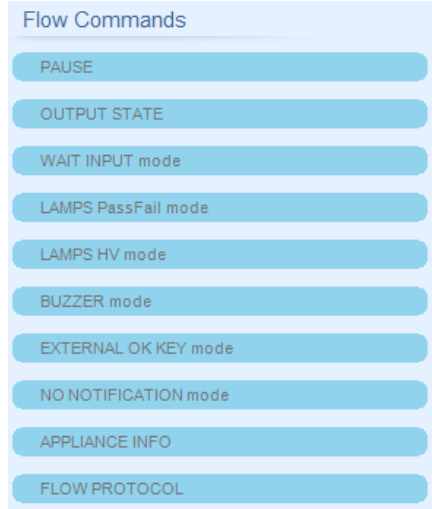 Flow Commands
PAUSE
OUTPUT STATE
WAIT INPUT mode
LAMPS PassFail mode
LAMPS HV mode
BUZZER mode
EXTERNAL OK KEY mode
NO NOTIFICATION mode
APPLIANCE INFO
FLOW PROTOCOL